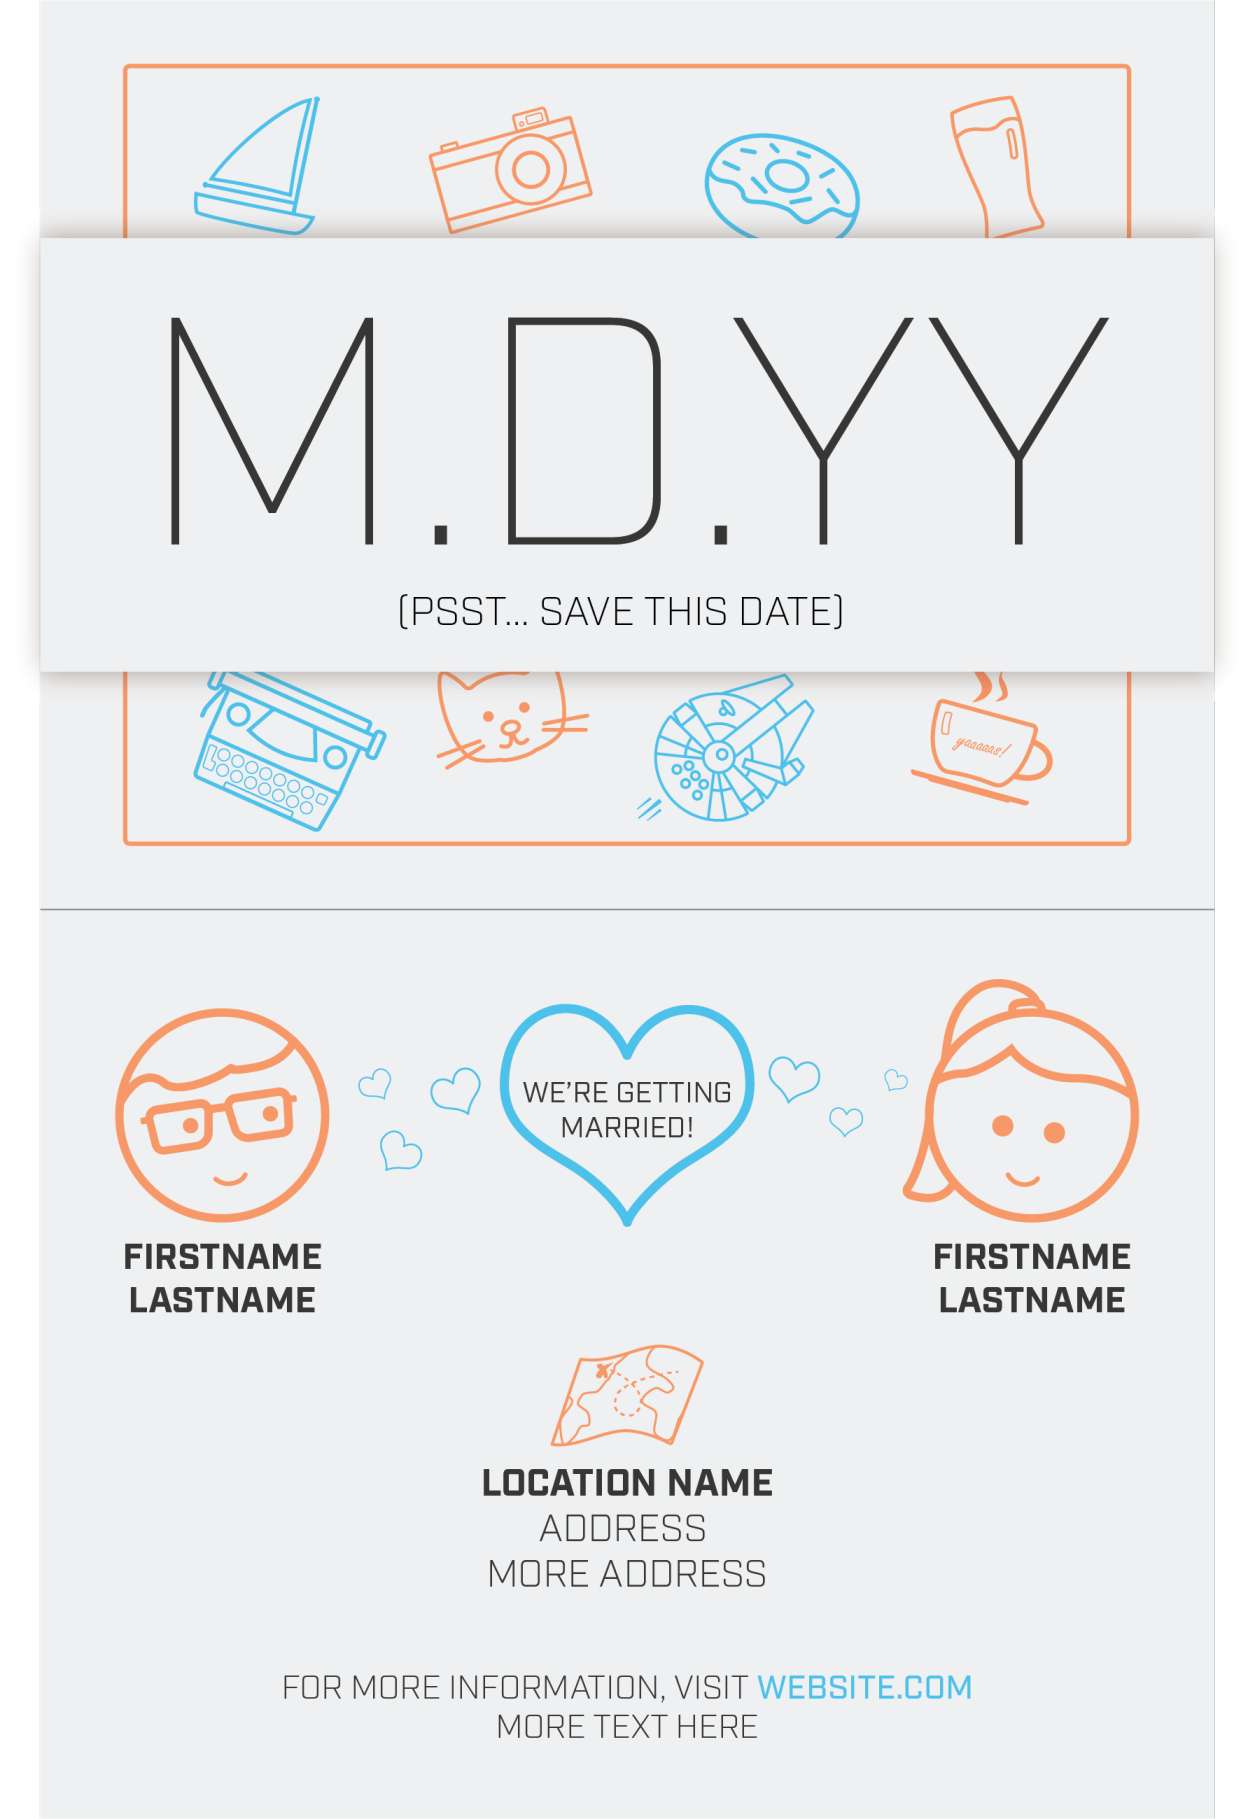 M.D.YY
(PSST... SAVE THIS DATE)
yaaaaas!
WE'RE GETTING
MARRIED!
FIRSTNAME
LASTNAME
FIRSTNAME
LASTNAME
LOCATION NAME
ADDRESS
MORE ADDRESS
FOR MORE INFORMATION, VISIT WEBSITE.COM
MORE TEXT HERE